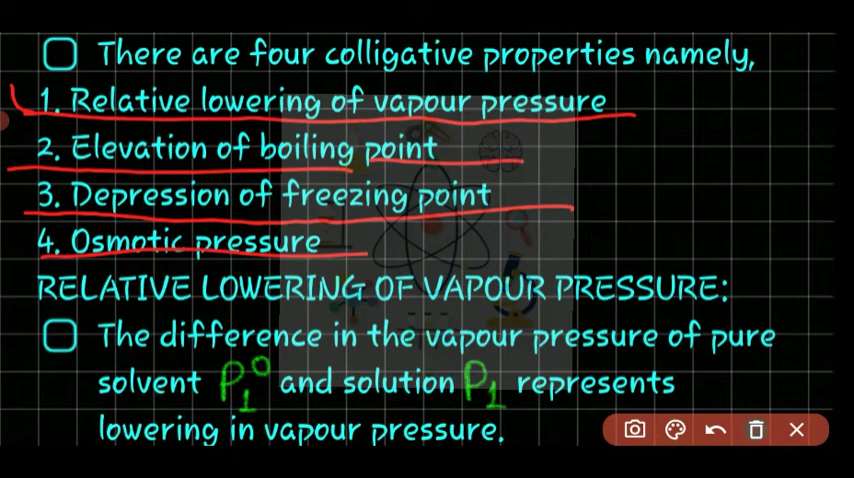 There are four colligative properties namely,
1. Relative lowering of vapour pressure
2. Elevation of boiling point
3. Depression of freezing point
4. Osmotic pressure
RELATIVE LOWERING OF VAPOUR PRESSURE:
The difference in the vapour pressure of pure
solvent P₁⁰ and solution P₁ represents
lowering in vapour pressure.